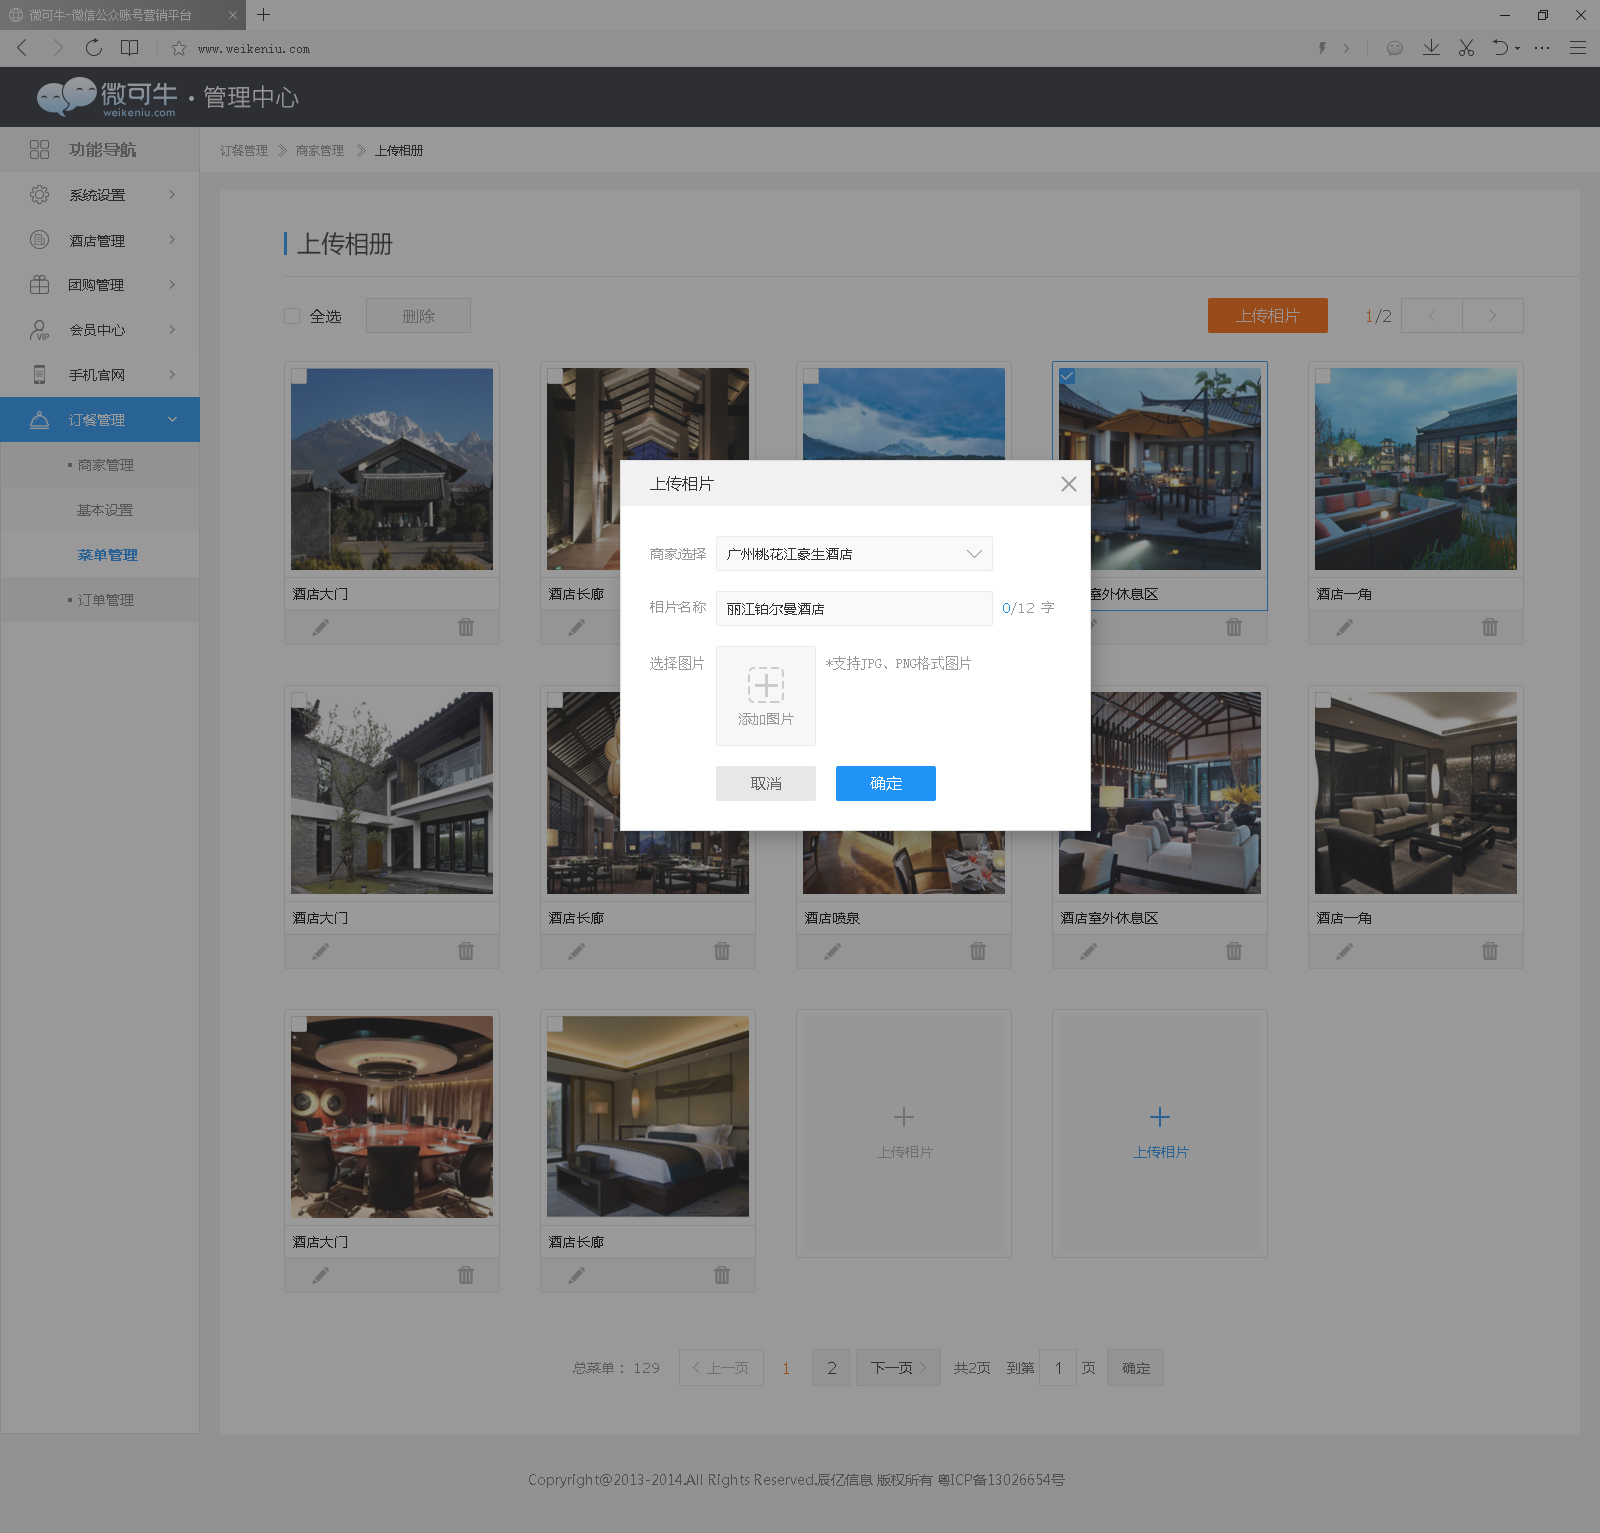 微可牛-微信公众账号营销平台
www.weikeniu.com
微可牛 · 管理中心
weikeniu.com
功能导航
系统设置
酒店管理
团购管理
会员中心
VIP
手机官网
订餐管理
商家管理
基本设置
菜单管理
订单管理
订餐管理 商家管理 上传相册
上传相册
全选 删除 上传相片 1/2
酒店大门 酒店长廊 室外休息区 酒店一角
上传相片
商家选择 广州桃花江豪生酒店
相片名称 丽江铂尔曼酒店 0/12 字
选择图片 *支持JPG、PNG格式图片
添加图片
取消 确定
酒店大门 酒店长廊 酒店喷泉 酒店室外休息区 酒店一角
上传相片 上传相片
酒店大门 酒店长廊
总菜单： 129 上一页 1 2 下一页 共2页 到第 1 页 确定
Copryright@2013-2014.All Rights Reserved.辰亿信息 版权所有 粤ICP备13026654号